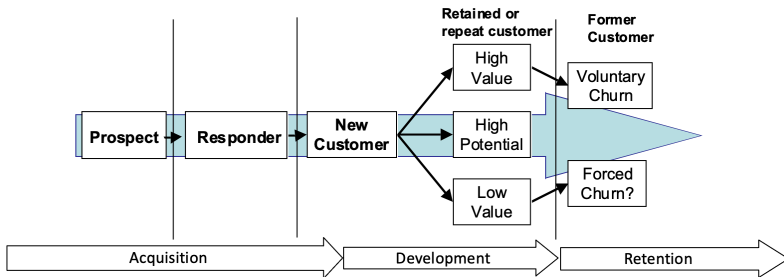 Retained or
repeat customer
Former
Customer
High
Value
Voluntary
Churn
Prospect
Responder
New
Customer
High
Potential
Low
Value
Forced
Churn?
Acquisition
Development
Retention